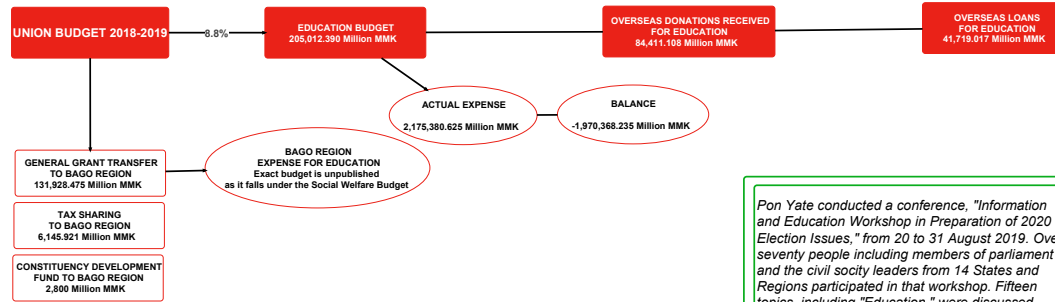 UNION BUDGET 2018-2019
8.8%
EDUCATION BUDGET
205,012.390 Million MMK
OVERSEAS DONATIONS RECEIVED
FOR EDUCATION
84,411.108 Million MMK
OVERSEAS LOANS
FOR EDUCATION
41,719.017 Million MMK
ACTUAL EXPENSE
2,175,380.625 Million MMK
BALANCE
-1,970,368.235 Million MMK
GENERAL GRANT TRANSFER
TO BAGO REGION
131,928.475 Million MMK
BAGO REGION
EXPENSE FOR EDUCATION
Exact budget is unpublished
as it falls under the Social Welfare Budget
TAX SHARING
TO BAGO REGION
6,145.921 Million MMK
CONSTITUENCY DEVELOPMENT
FUND TO BAGO REGION
2,800 Million MMK
Pon Yate conducted a conference, "Information
and Education Workshop in Preparation of 2020
Election Issues," from 20 to 31 August 2019. Ove
seventy people including members of parliament
and the civil socity leaders from 14 States and
Regions participated in that workshop. Fifteen
topics, including "Education," were discussed